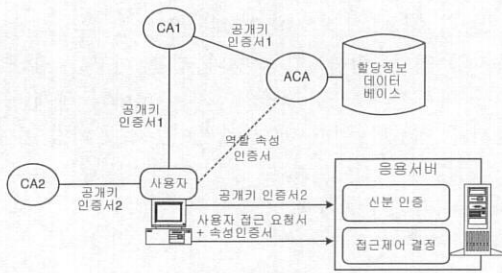 CA1
공개키
인증서1
ACA
할당정보
데이터
베이스
공개키
인증서1
역할 속성
인증서
CA2
공개키
인증서2
사용자
응용서버
공개키 인증서2
신분 인증
사용자 접근 요청서
+ 속성인증서
접근제어 결정